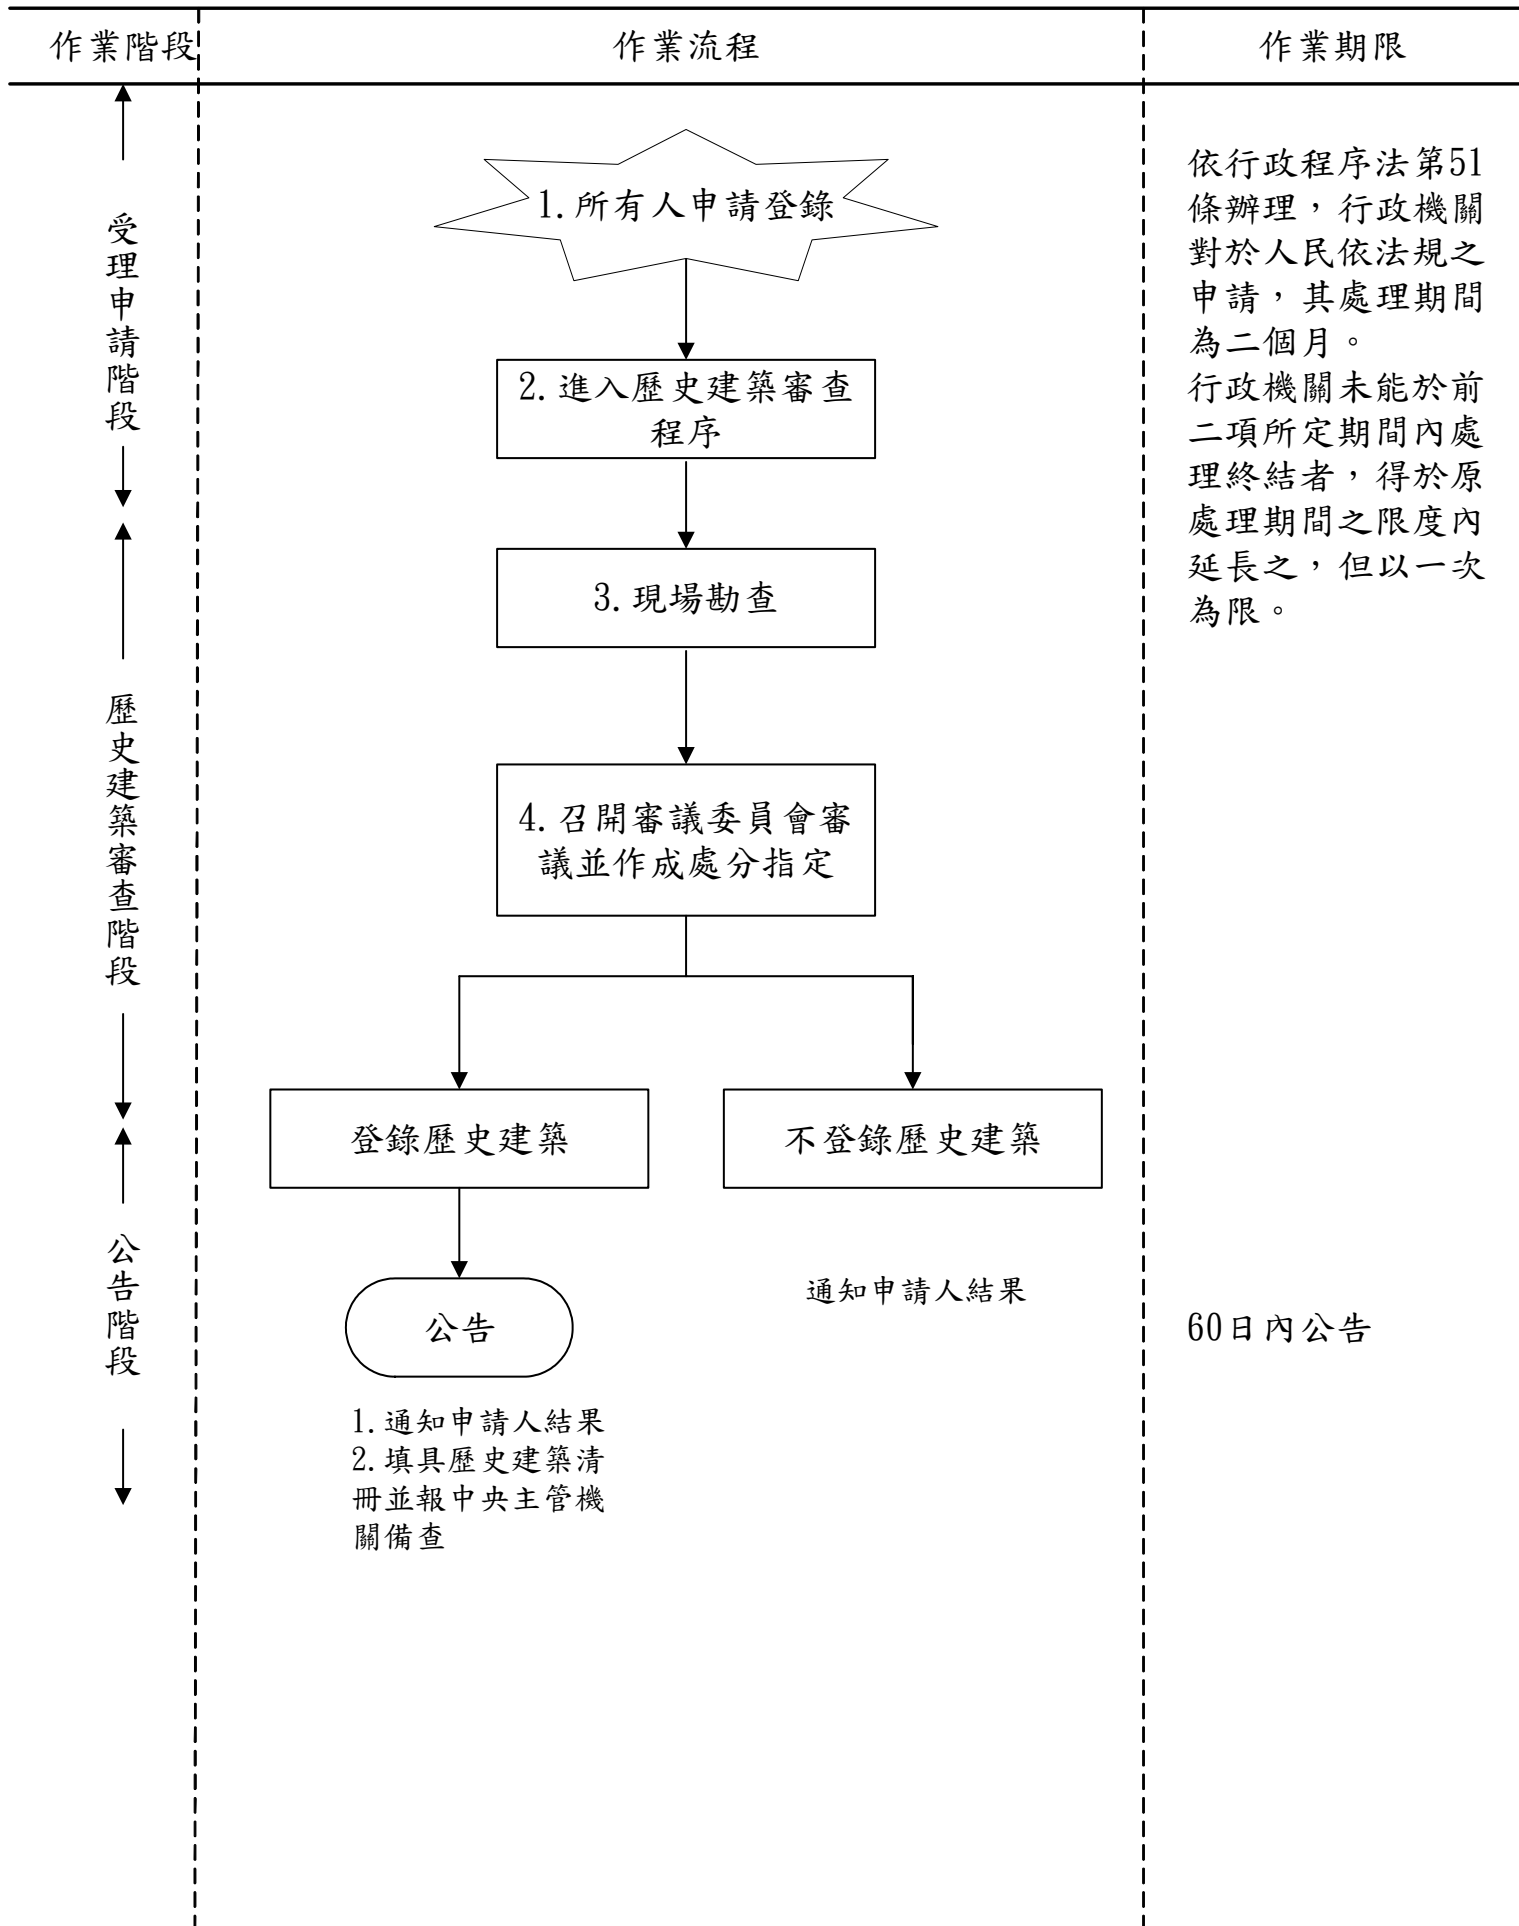 作業階段
作業流程
作業期限
受理申請階段
歷史建築審查階段
公告階段
1.所有人申請登錄
2.進入歷史建築審查
程序
3.現場勘查
4.召開審議委員會審
議並作成處分指定
登錄歷史建築
不登錄歷史建築
公告
通知申請人結果
1.通知申請人結果
2.填具歷史建築清
冊並報中央主管機
關備查
依行政程序法第51
條辦理，行政機關
對於人民依法規之
申請，其處理期間
為二個月。
行政機關未能於前
二項所定期間內處
理終結者，得於原
處理期間之限度內
延長之，但以一次
為限。
60日內公告